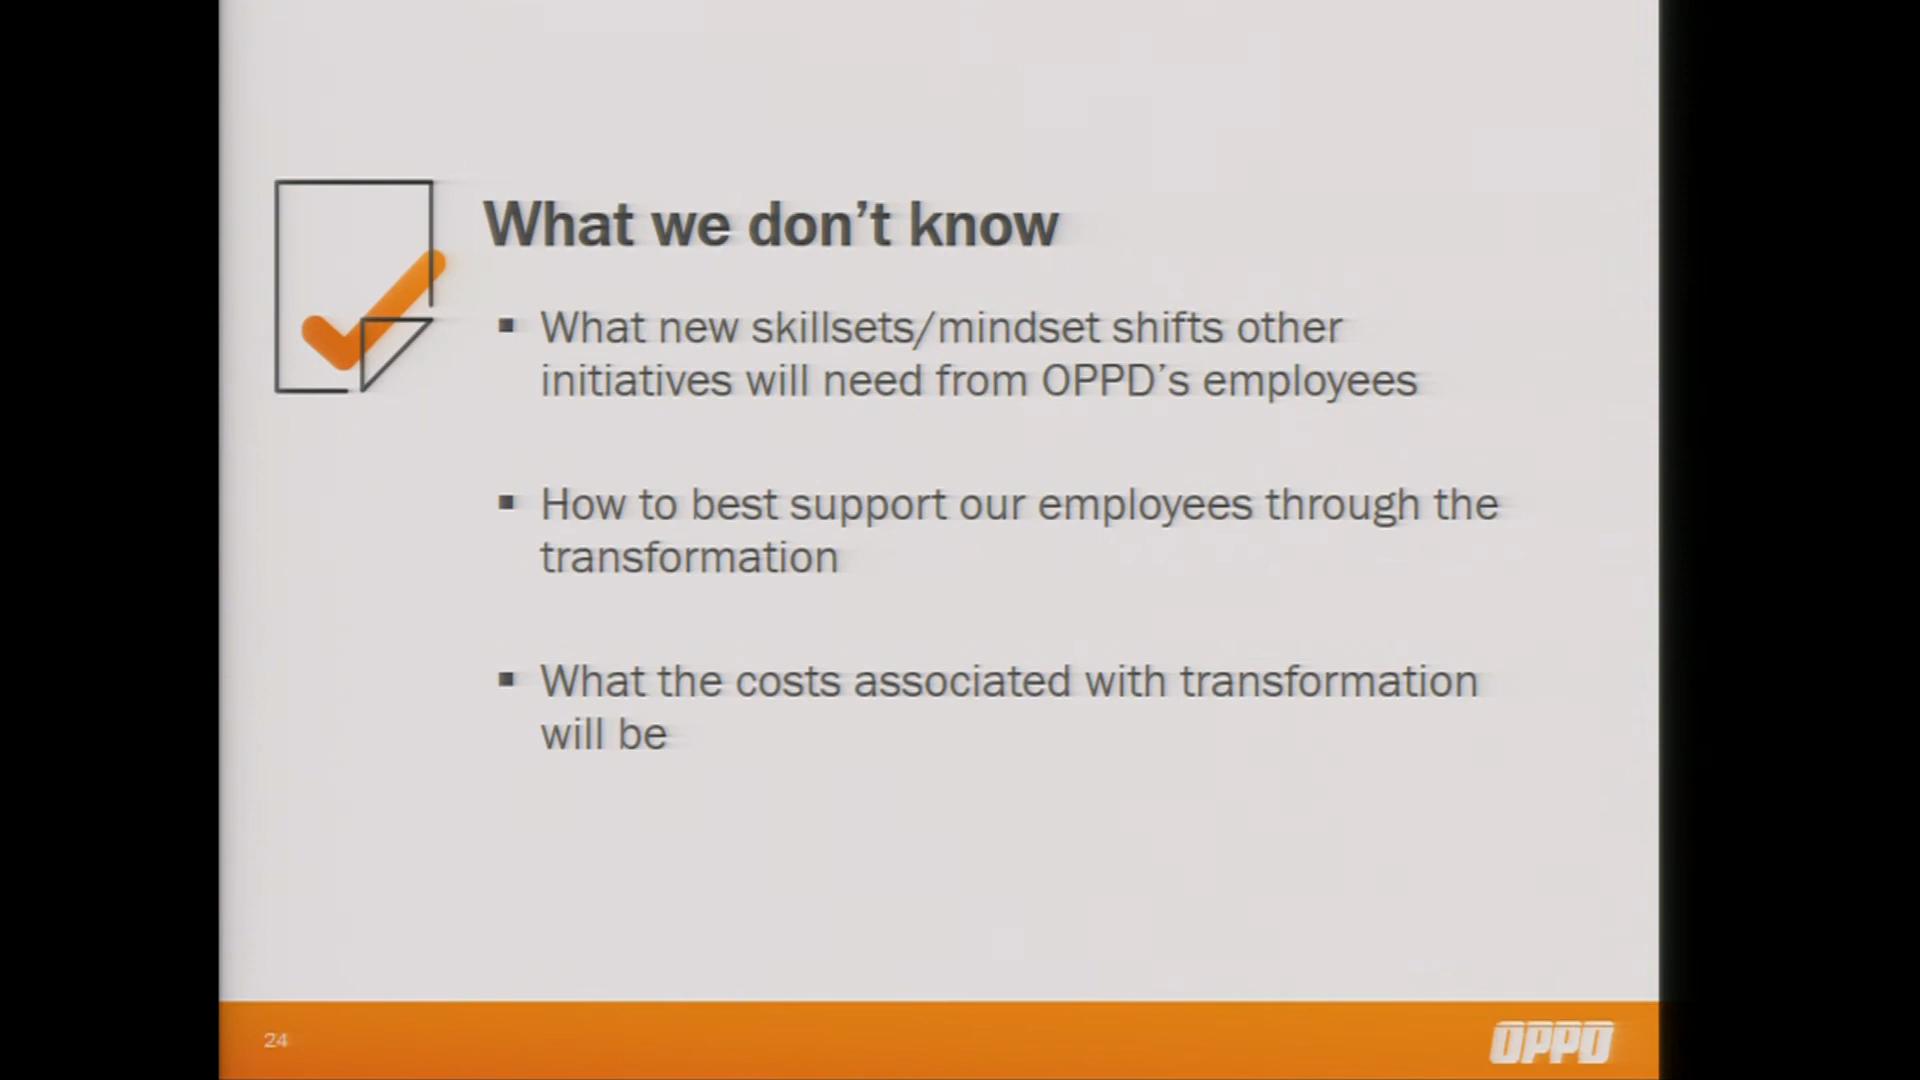 What we don’t know
▪ What new skillsets/mindset shifts other
initiatives will need from OPPD’s employees
▪ How to best support our employees through the
transformation
▪ What the costs associated with transformation
will be
24
OPPD